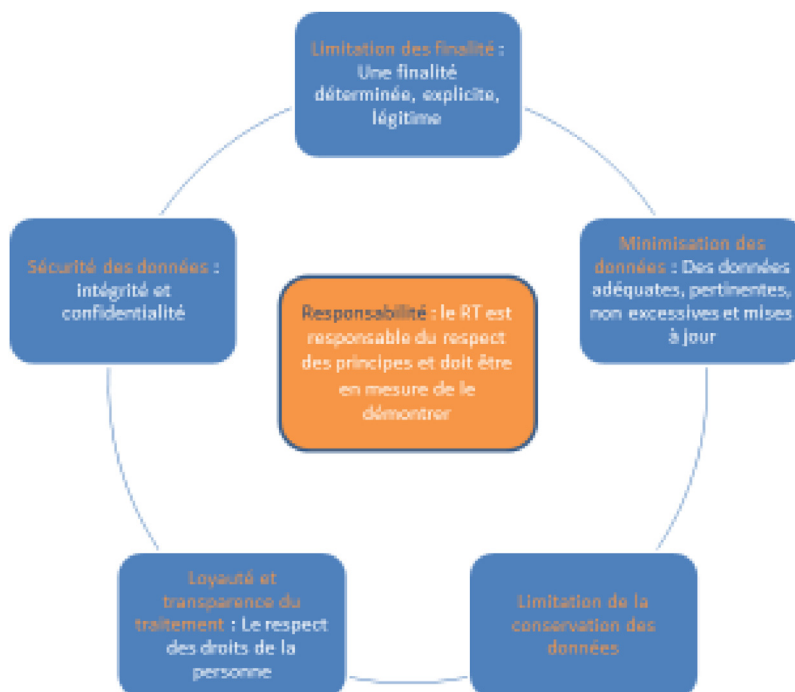 Limitation des finalité :
Une finalité
déterminée, explicite,
légitime
Minimisation des
données : Des données
adéquates, pertinentes,
non excessives et mises
à jour
Limitation de la
conservation des
données
Loyauté et
transparence du
traitement : Le respect
des droits de la
personne
Sécurité des données :
intégrité et
confidentialité
Responsabilité : le RT est
responsable du respect
des principes et doit être
en mesure de le
démontrer